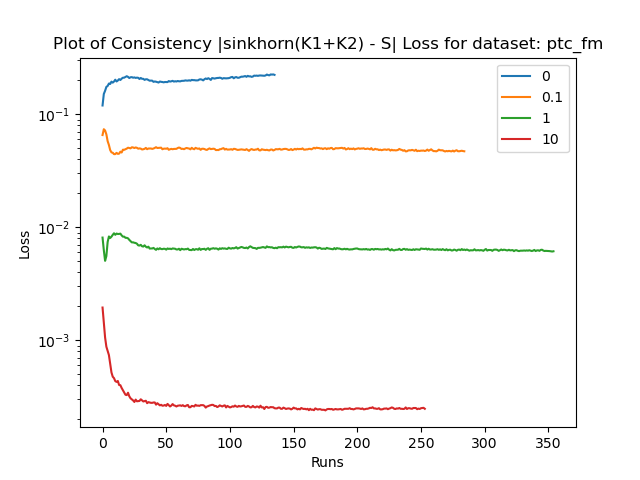 Plot of Consistency |sinkhorn(K1+K2) - S| Loss for dataset: ptc_fm
0
0.1
1
10
10⁻¹
10⁻²
10⁻³
Loss
0 50 100 150 200 250 300 350
Runs